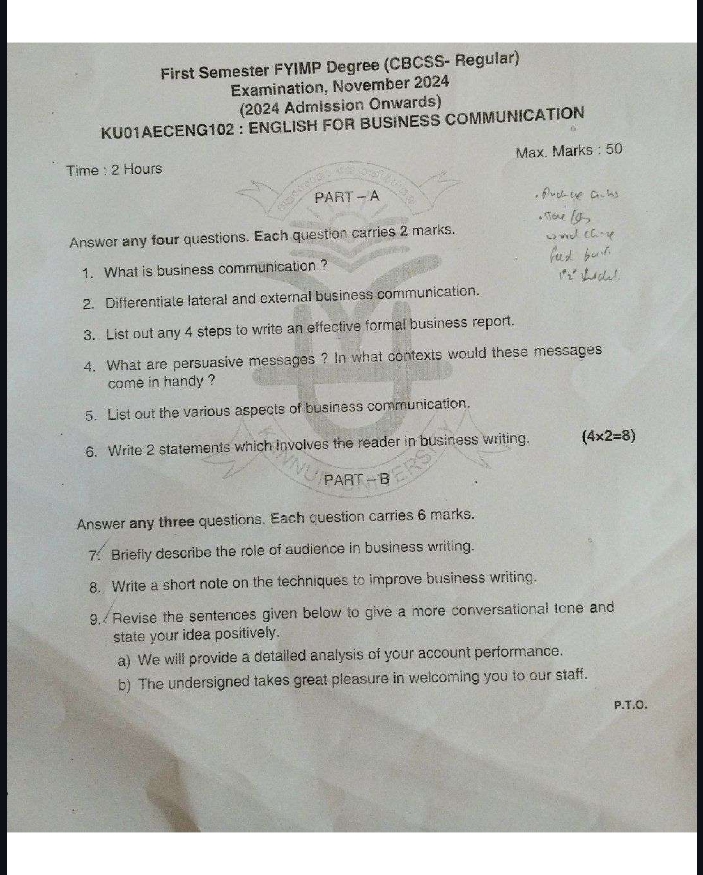 First Semester FYIMP Degree (CBCSS- Regular)
Examination, November 2024
(2024 Admission Onwards)
KU01AECENG102 : ENGLISH FOR BUSINESS COMMUNICATION
Time : 2 Hours
Max. Marks : 50
PART – A
Answer any four questions. Each question carries 2 marks.
1. What is business communication ?
2. Differentiate lateral and external business communication.
3. List out any 4 steps to write an effective formal business report.
4. What are persuasive messages ? In what contexts would these messages
come in handy ?
5. List out the various aspects of business communication.
6. Write 2 statements which involves the reader in business writing.
(4×2=8)
KANNUR UNIVERSITY
PART – B
Answer any three questions. Each question carries 6 marks.
7. Briefly describe the role of audience in business writing.
8. Write a short note on the techniques to improve business writing.
9. Revise the sentences given below to give a more conversational tone and
state your idea positively.
a) We will provide a detailed analysis of your account performance.
b) The undersigned takes great pleasure in welcoming you to our staff.
P.T.O.